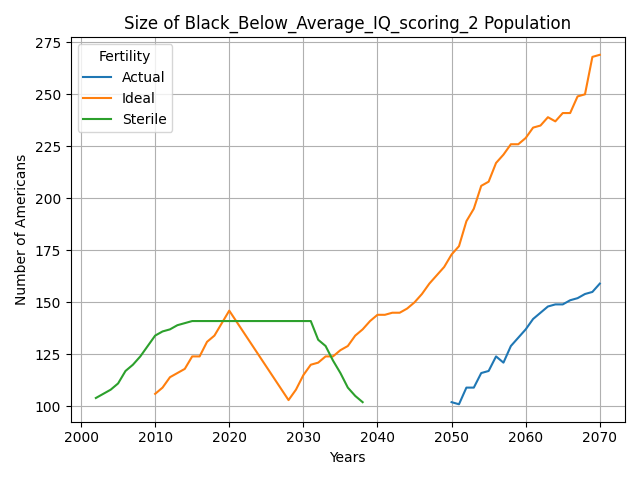 Size of Black_Below_Average_IQ_scoring_2 Population
Number of Americans
275
250
225
200
175
150
125
100
Fertility
Actual
Ideal
Sterile
2000 2010 2020 2030 2040 2050 2060 2070
Years